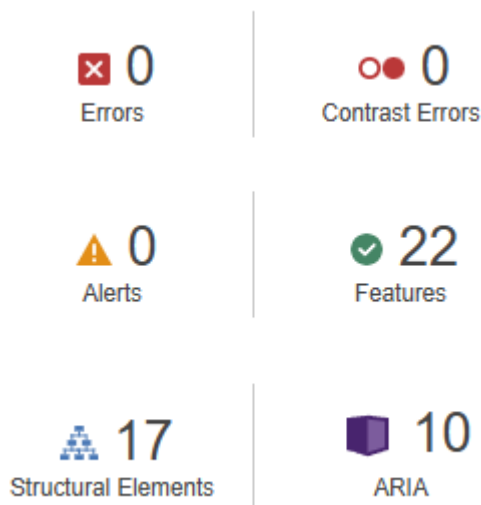 0 0
Errors Contrast Errors
0 22
Alerts Features
17 10
Structural Elements ARIA